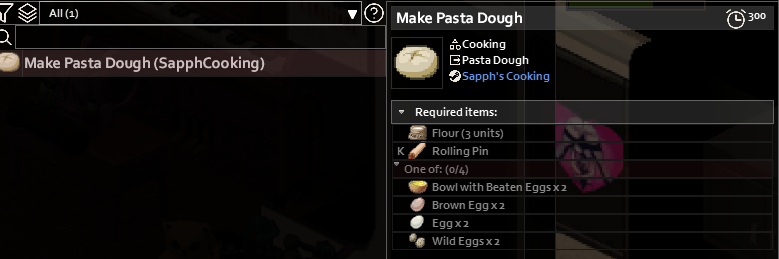 All (1)
Make Pasta Dough (SapphCooking)
Make Pasta Dough
300
Cooking
Pasta Dough
Sapph's Cooking
Required items:
Flour (3 units)
K Rolling Pin
One of: (0/4)
Bowl with Beaten Eggs x 2
Brown Egg x 2
Egg x 2
Wild Eggs x 2